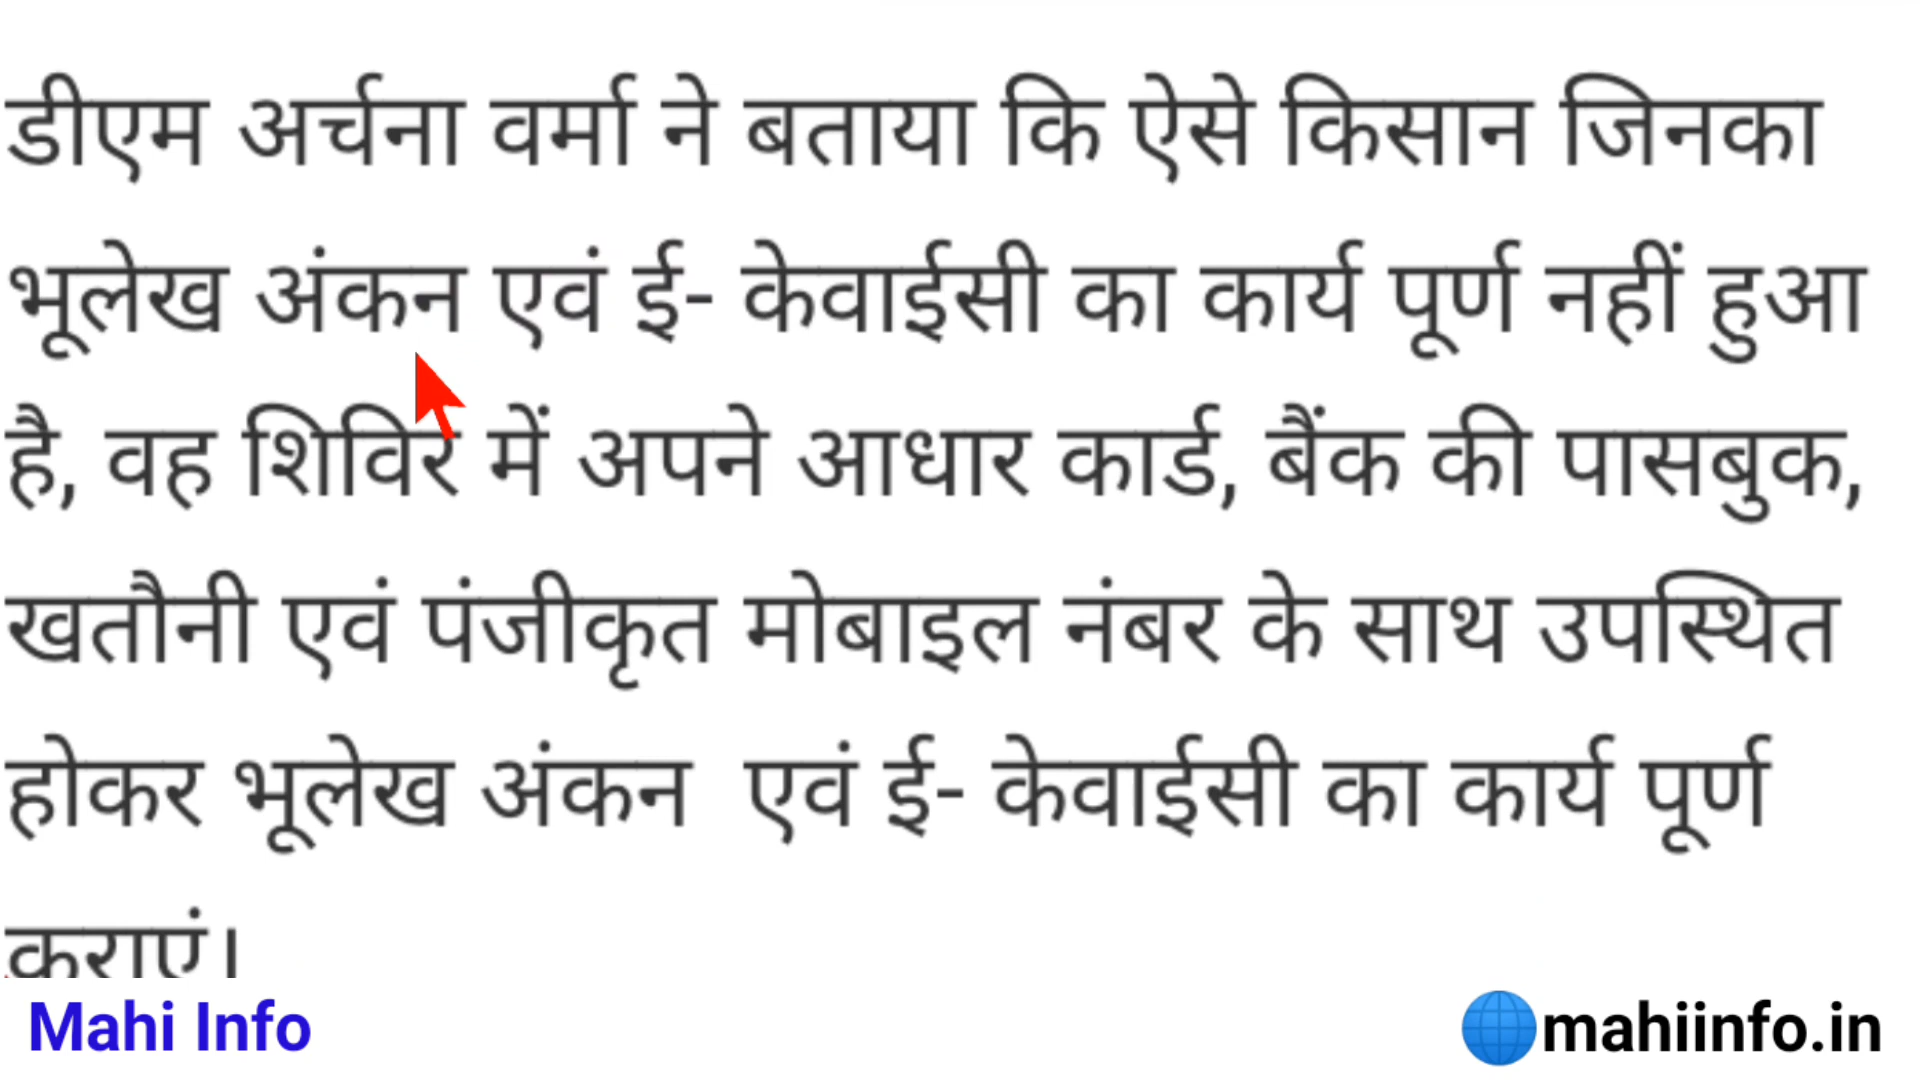 डीएम अर्चना वर्मा ने बताया कि ऐसे किसान जिनका
भूलेख अंकन एवं ई- केवाईसी का कार्य पूर्ण नहीं हुआ
है, वह शिविर में अपने आधार कार्ड, बैंक की पासबुक,
खतौनी एवं पंजीकृत मोबाइल नंबर के साथ उपस्थित
होकर भूलेख अंकन एवं ई- केवाईसी का कार्य पूर्ण
कराएं।
Mahi Info
mahiinfo.in